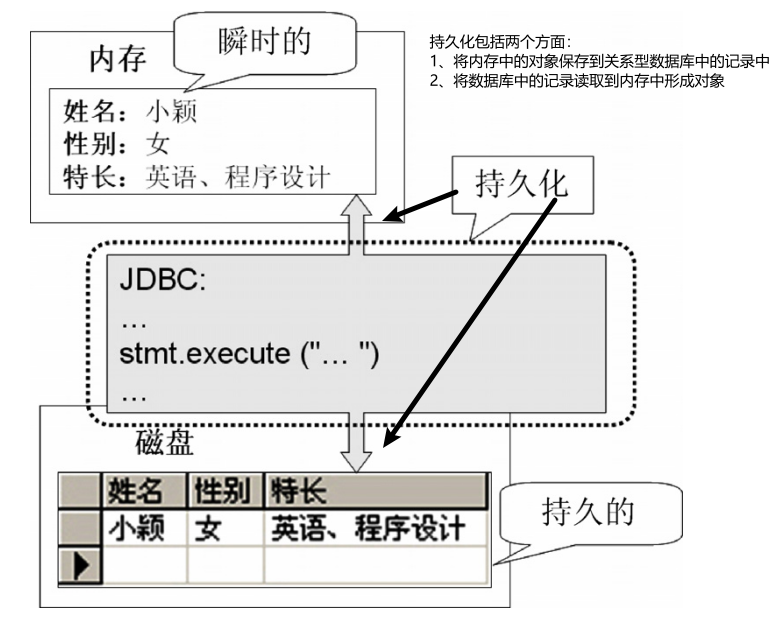 瞬时的
持久化包括两个方面：
1、将内存中的对象保存到关系型数据库中的记录中
2、将数据库中的记录读取到内存中形成对象
内存
姓名：小颖
性别：女
特长：英语、程序设计
持久化
JDBC:
…
stmt.execute ("… ")
…
磁盘
姓名 性别 特长
小颖 女 英语、程序设计
持久的